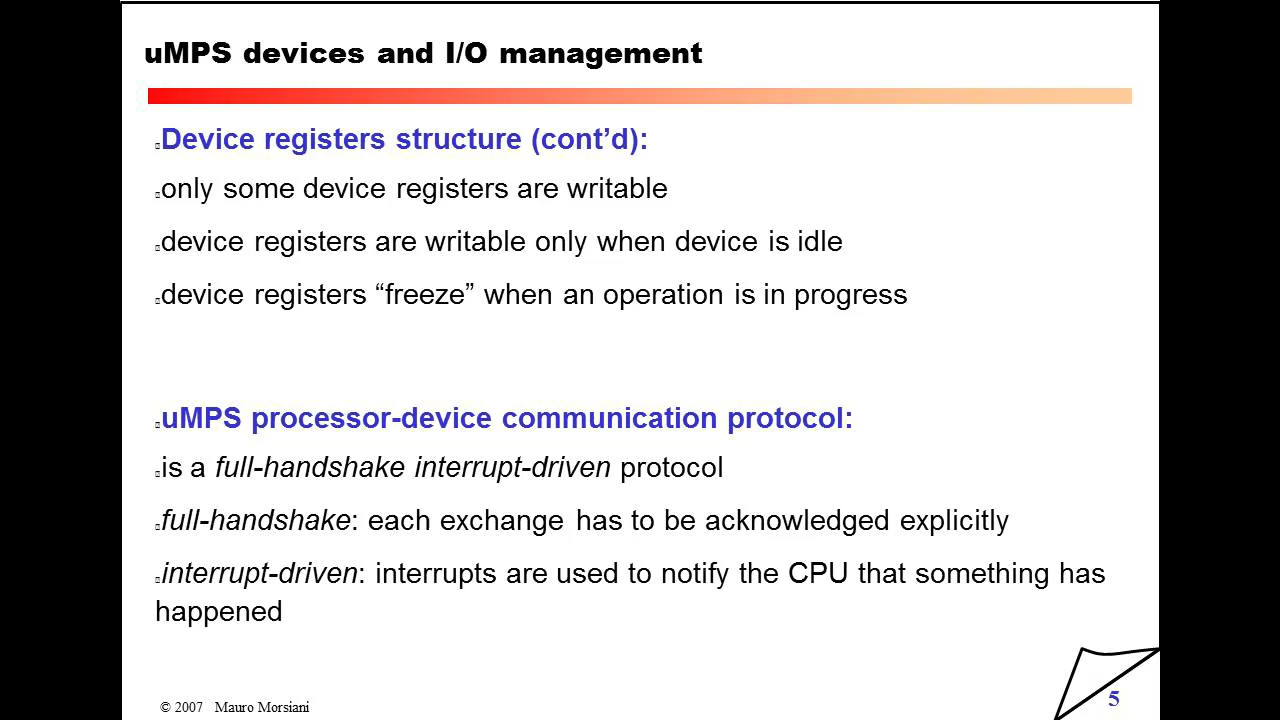 uMPS devices and I/O management
Device registers structure (cont’d):
only some device registers are writable
device registers are writable only when device is idle
device registers “freeze” when an operation is in progress
uMPS processor-device communication protocol:
is a full-handshake interrupt-driven protocol
full-handshake: each exchange has to be acknowledged explicitly
interrupt-driven: interrupts are used to notify the CPU that something has
happened
© 2007 Mauro Morsiani
5